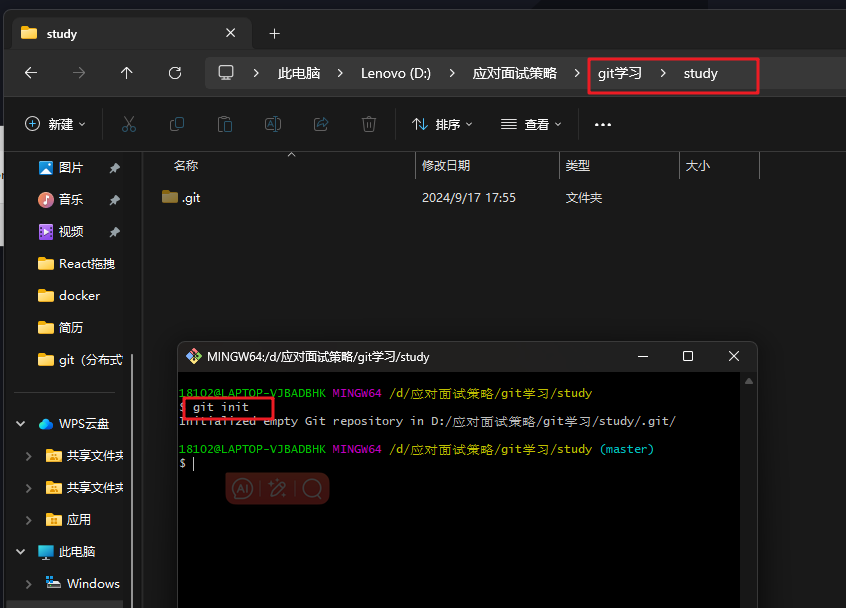 study
此电脑 Lenovo (D:) 应对面试策略 git学习 study
新建 排序 查看
名称 修改日期 类型 大小
.git 2024/9/17 17:55 文件夹
图片
音乐
视频
React拖拽
docker
简历
git（分布式
WPS云盘
共享文件夹
共享文件夹
应用
此电脑
Windows
MINGW64:/d/应对面试策略/git学习/study
18102@LAPTOP-VJBADBHK MINGW64 /d/应对面试策略/git学习/study
$ git init
Initialized empty Git repository in D:/应对面试策略/git学习/study/.git/
18102@LAPTOP-VJBADBHK MINGW64 /d/应对面试策略/git学习/study (master)
$
AI